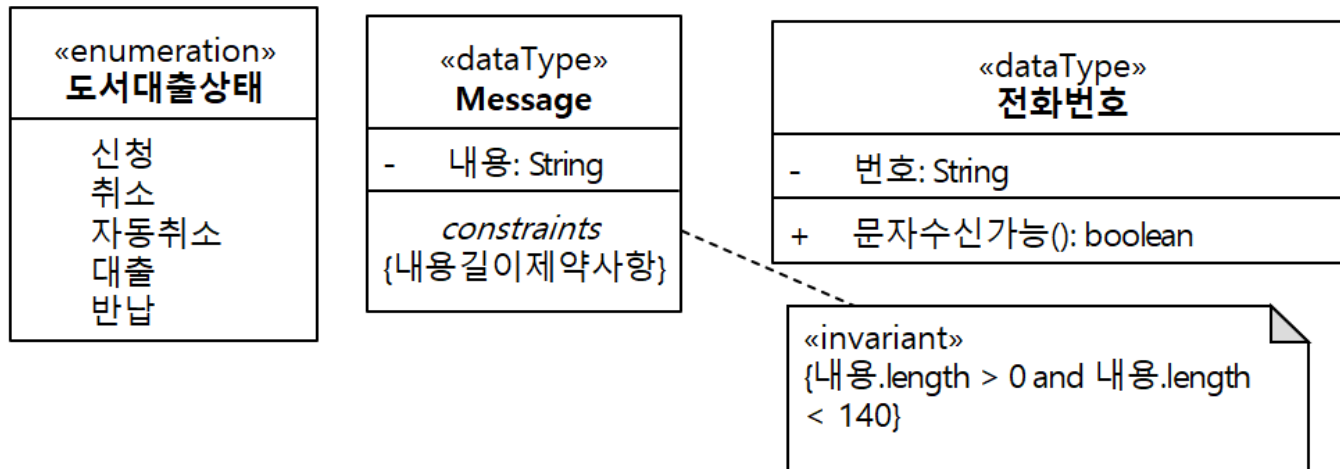 «enumeration»
도서대출상태
신청
취소
자동취소
대출
반납
«dataType»
Message
- 내용: String
constraints
{내용길이제약사항}
«dataType»
전화번호
- 번호: String
+ 문자수신가능(): boolean
«invariant»
{내용.length > 0 and 내용.length
< 140}